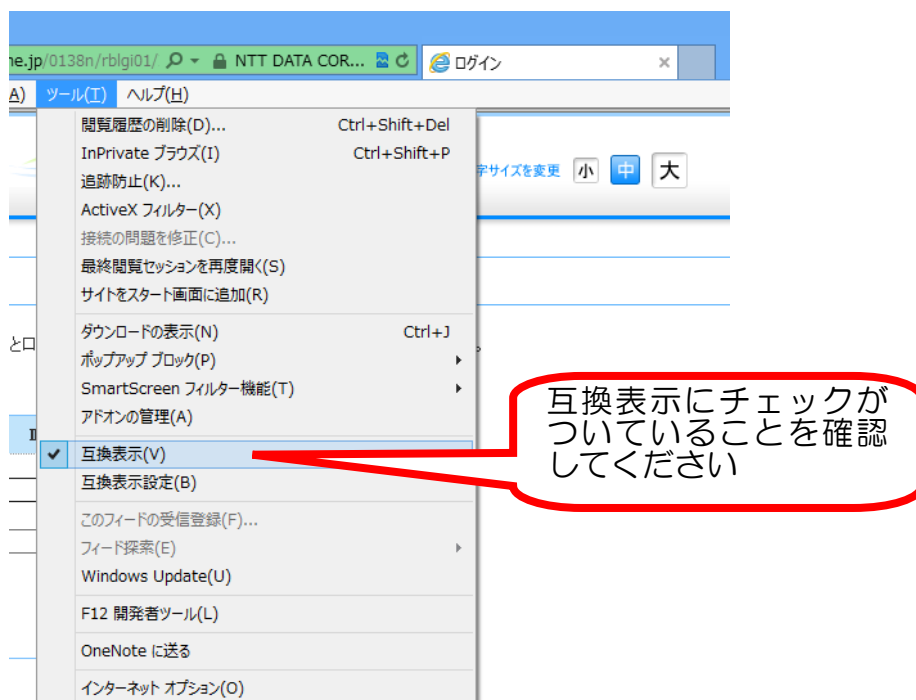 ne.jp/0138n/rblgi01/ NTT DATA COR... ログイン
A) ツール(T) ヘルプ(H)
閲覧履歴の削除(D)... Ctrl+Shift+Del
InPrivate ブラウズ(I) Ctrl+Shift+P
追跡防止(K)...
字サイズを変更 小 中 大
ActiveX フィルター(X)
接続の問題を修正(C)...
最終閲覧セッションを再度開く(S)
サイトをスタート画面に追加(R)
ダウンロードの表示(N) Ctrl+J
とロ
ポップアップ ブロック(P)
SmartScreen フィルター機能(T)
アドオンの管理(A)
互換表示(V)
互換表示設定(B)
互換表示にチェックが
ついていることを確認
してください
このフィードの受信登録(F)...
フィード探索(E)
Windows Update(U)
F12 開発者ツール(L)
OneNote に送る
インターネット オプション(O)